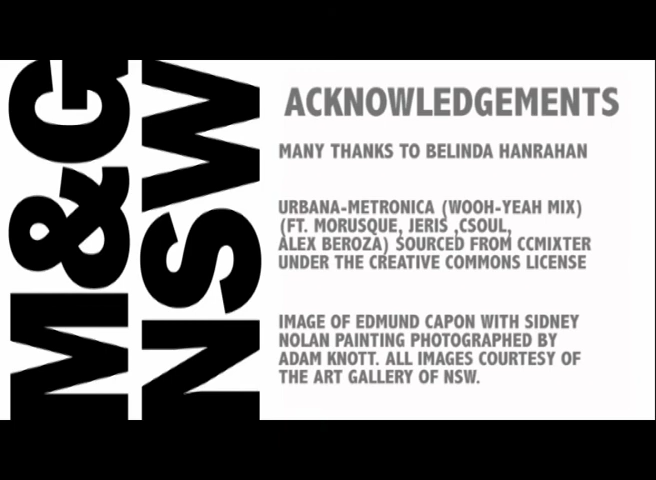 M&G
NSW
ACKNOWLEDGEMENTS
MANY THANKS TO BELINDA HANRAHAN
URBANA-METRONICA (WOOH-YEAH MIX)
(FT. MORUSQUE, JERIS ,CSOUL,
ALEX BEROZA) SOURCED FROM CCMIXTER
UNDER THE CREATIVE COMMONS LICENSE
IMAGE OF EDMUND CAPON WITH SIDNEY
NOLAN PAINTING PHOTOGRAPHED BY
ADAM KNOTT. ALL IMAGES COURTESY OF
THE ART GALLERY OF NSW.